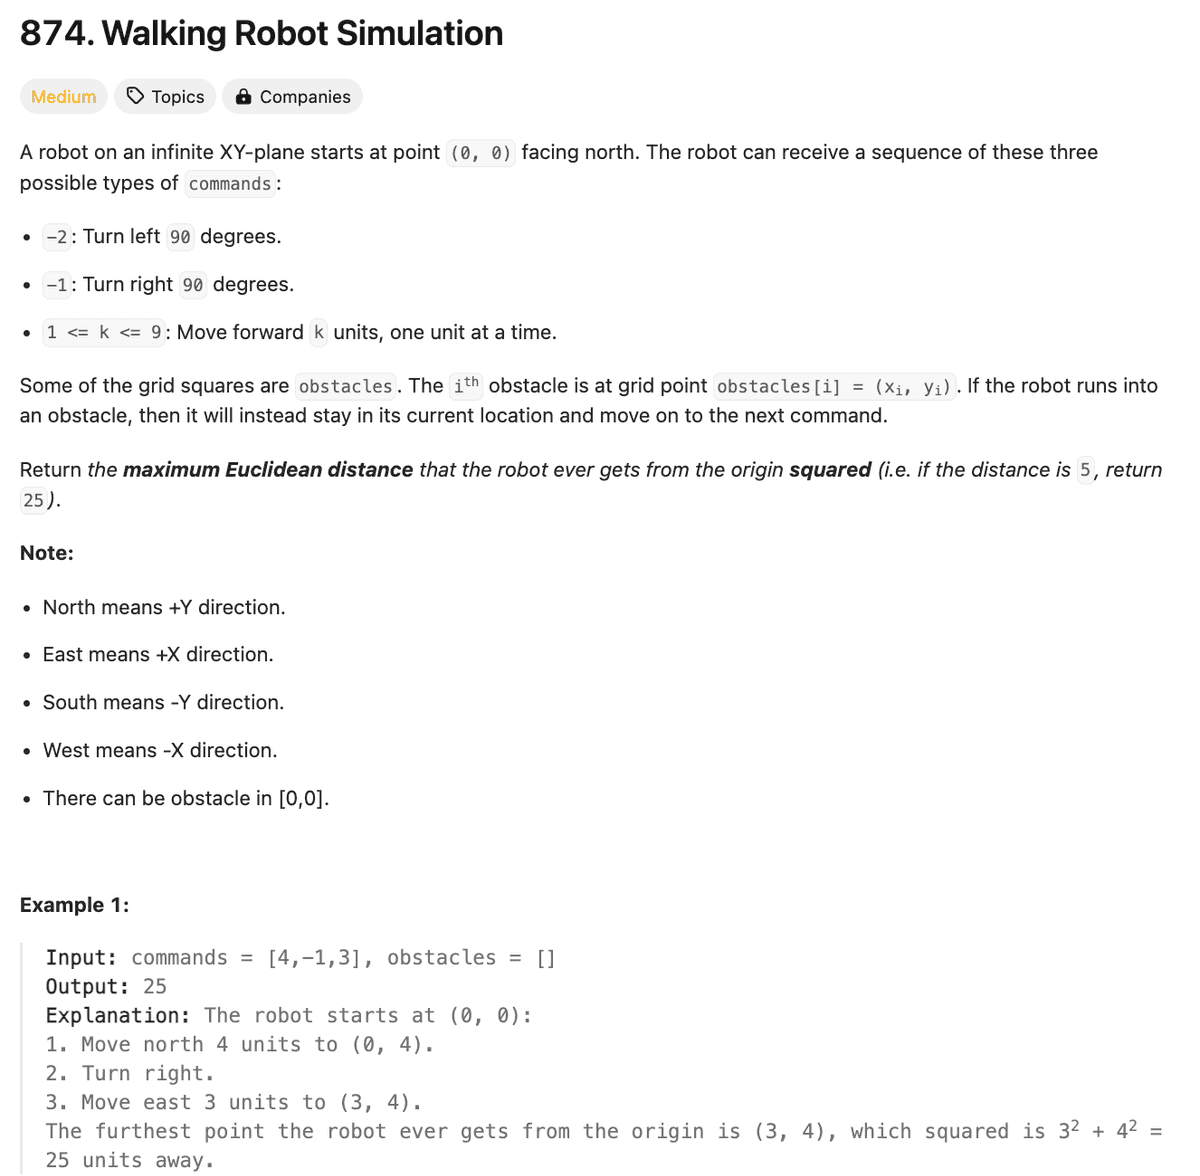 874. Walking Robot Simulation
Medium Topics Companies
A robot on an infinite XY-plane starts at point (0, 0) facing north. The robot can receive a sequence of these three
possible types of commands:
• -2: Turn left 90 degrees.
• -1: Turn right 90 degrees.
• 1 <= k <= 9: Move forward k units, one unit at a time.
Some of the grid squares are obstacles. The iᵗʰ obstacle is at grid point obstacles[i] = (xᵢ, yᵢ). If the robot runs into
an obstacle, then it will instead stay in its current location and move on to the next command.
Return the maximum Euclidean distance that the robot ever gets from the origin squared (i.e. if the distance is 5, return
25).
Note:
• North means +Y direction.
• East means +X direction.
• South means -Y direction.
• West means -X direction.
• There can be obstacle in [0,0].
Example 1:
Input: commands = [4,-1,3], obstacles = []
Output: 25
Explanation: The robot starts at (0, 0):
1. Move north 4 units to (0, 4).
2. Turn right.
3. Move east 3 units to (3, 4).
The furthest point the robot ever gets from the origin is (3, 4), which squared is 3² + 4² =
25 units away.